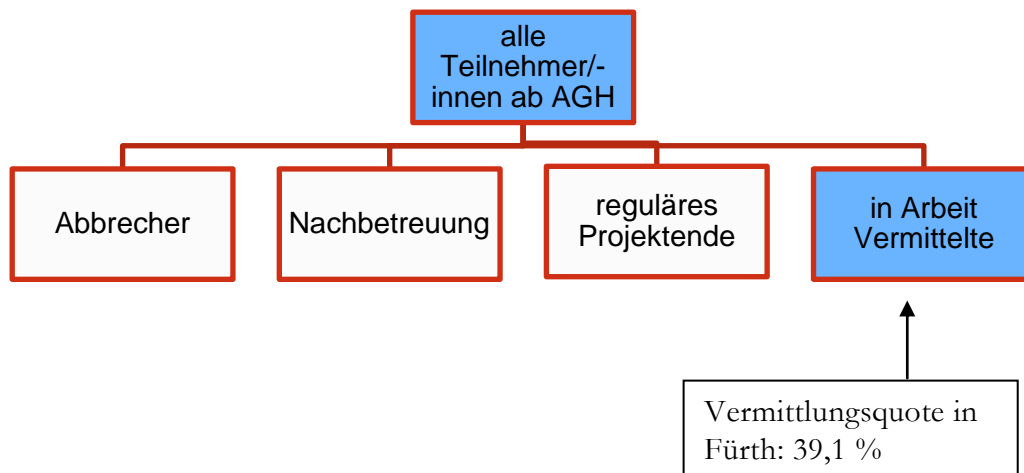 alle
Teilnehmer/-
innen ab AGH
Abbrecher
Nachbetreuung
reguläres
Projektende
in Arbeit
Vermittelte
Vermittlungsquote in
Fürth: 39,1 %